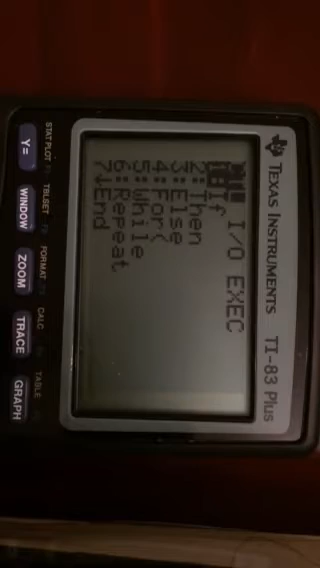 TEXAS INSTRUMENTS TI-83 Plus
CTL I/O EXEC
1:If
2:Then
3:Else
4:For(
5:While
6:Repeat
7↓End
STAT PLOT F1 TBLSET F2 FORMAT F3 CALC F4 TABLE F5
Y= WINDOW ZOOM TRACE GRAPH